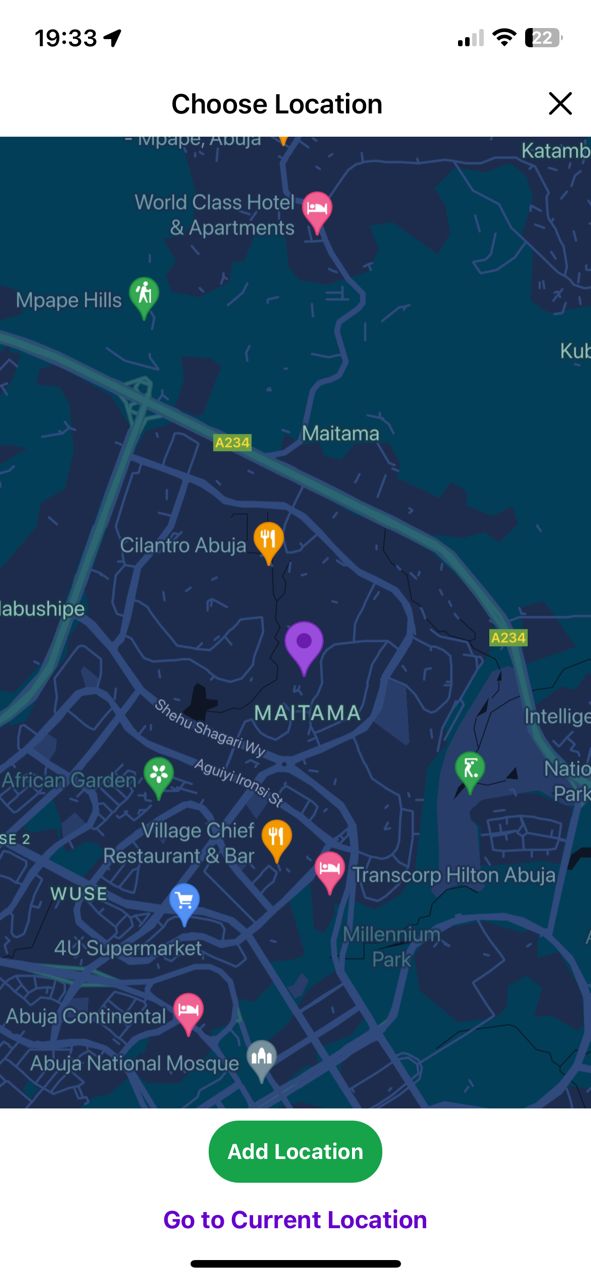 19:33
22
Choose Location
- Mpape, Abuja
Katamb
World Class Hotel
& Apartments
Mpape Hills
Kub
Maitama
A234
Cilantro Abuja
labushipe
A234
MAITAMA
Shehu Shagari Wy
Intellige
Aguiyi Ironsi St
African Garden
Natio
Park
Village Chief
Restaurant & Bar
SE 2
Transcorp Hilton Abuja
WUSE
4U Supermarket
Millennium
Park
A
Abuja Continental
Abuja National Mosque
Add Location
Go to Current Location